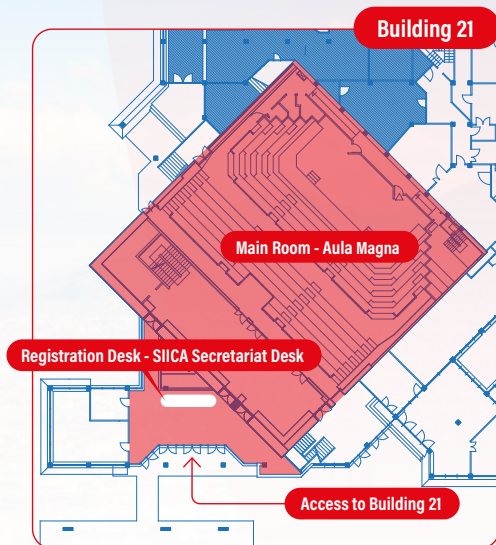 Building 21
Main Room - Aula Magna
Registration Desk - SIICA Secretariat Desk
Access to Building 21